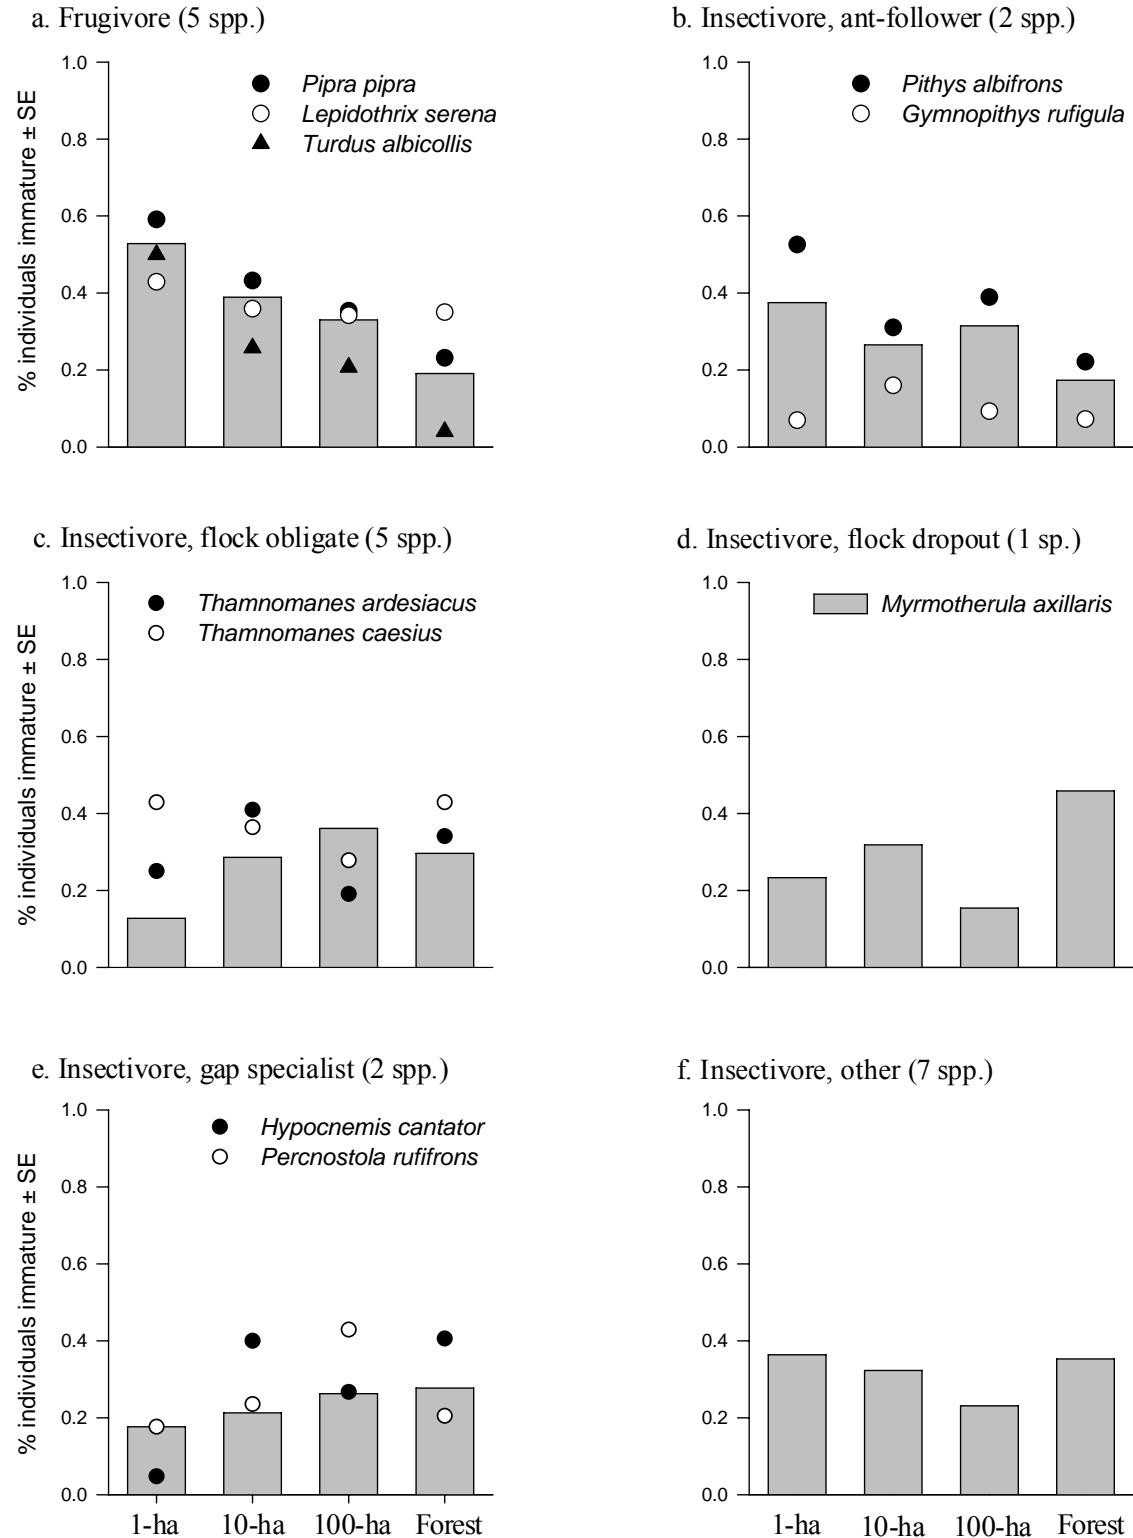 a. Frugivore (5 spp.)
% individuals immature ± SE
1.0
0.8
0.6
0.4
0.2
0.0
Pipra pipra
Lepidothrix serena
Turdus albicollis
b. Insectivore, ant-follower (2 spp.)
1.0
0.8
0.6
0.4
0.2
0.0
Pithys albifrons
Gymnopithys rufigula
c. Insectivore, flock obligate (5 spp.)
% individuals immature ± SE
1.0
0.8
0.6
0.4
0.2
0.0
Thamnomanes ardesiacus
Thamnomanes caesius
d. Insectivore, flock dropout (1 sp.)
1.0
0.8
0.6
0.4
0.2
0.0
Myrmotherula axillaris
e. Insectivore, gap specialist (2 spp.)
% individuals immature ± SE
1.0
0.8
0.6
0.4
0.2
0.0
Hypocnemis cantator
Percnostola rufifrons
1-ha 10-ha 100-ha Forest
f. Insectivore, other (7 spp.)
1.0
0.8
0.6
0.4
0.2
0.0
1-ha 10-ha 100-ha Forest